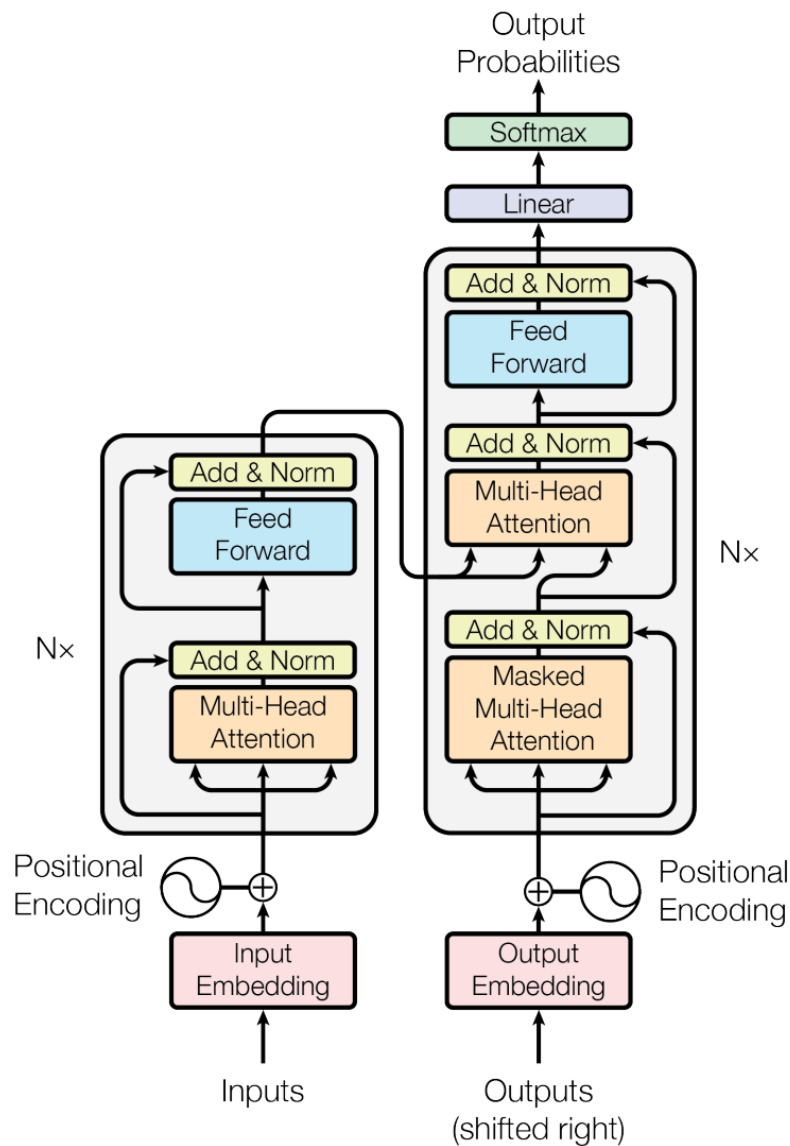 Output
Probabilities
Softmax
Linear
Add & Norm
Feed
Forward
Add & Norm
Multi-Head
Attention
Add & Norm
Masked
Multi-Head
Attention
N×
Add & Norm
Feed
Forward
Add & Norm
Multi-Head
Attention
N×
Positional
Encoding
Positional
Encoding
Input
Embedding
Output
Embedding
Inputs
Outputs
(shifted right)